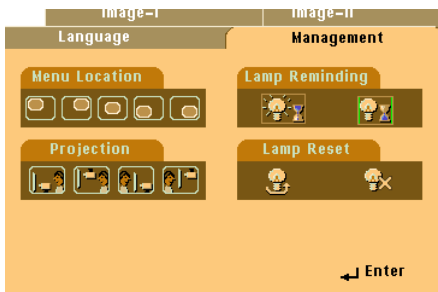 Image-I Image-II
Language Management
Menu Location Lamp Reminding
Projection Lamp Reset
Enter